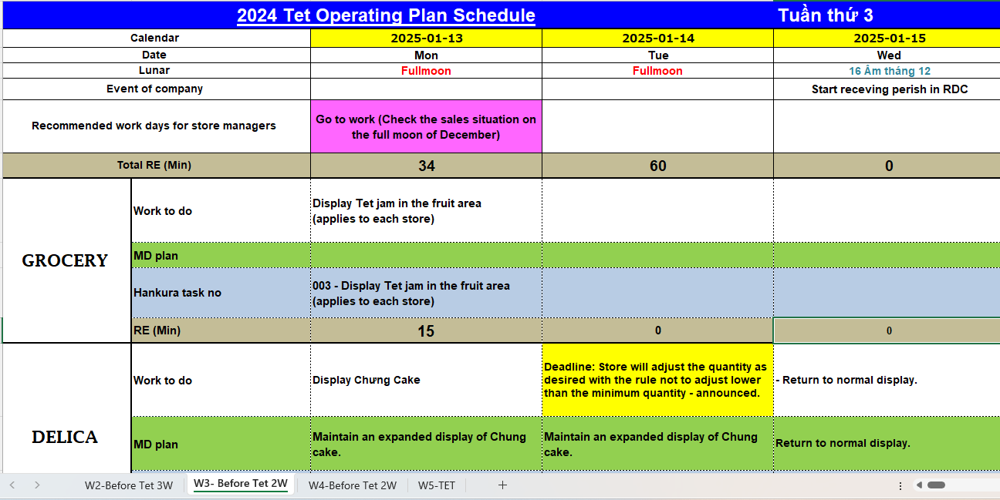 2024 Tet Operating Plan Schedule Tuần thứ 3
Calendar 2025-01-13 2025-01-14 2025-01-15
Date Mon Tue Wed
Lunar Fullmoon Fullmoon 16 Âm tháng 12
Event of company Start receving perish in RDC
Recommended work days for store managers
Go to work (Check the sales situation on
the full moon of December)
Total RE (Min) 34 60 0
GROCERY
Work to do
Display Tet jam in the fruit area
(applies to each store)
MD plan
Hankura task no
003 - Display Tet jam in the fruit area
(applies to each store)
RE (Min) 15 0 0
DELICA
Work to do
Display Chưng Cake
Deadline: Store will adjust the quantity as
desired with the rule not to adjust lower
than the minimum quantity - announced.
- Return to normal display.
MD plan
Maintain an expanded display of Chung
cake.
Maintain an expanded display of Chung
cake.
Return to normal display.
W2-Before Tet 3W W3- Before Tet 2W W4-Before Tet 2W W5-TET